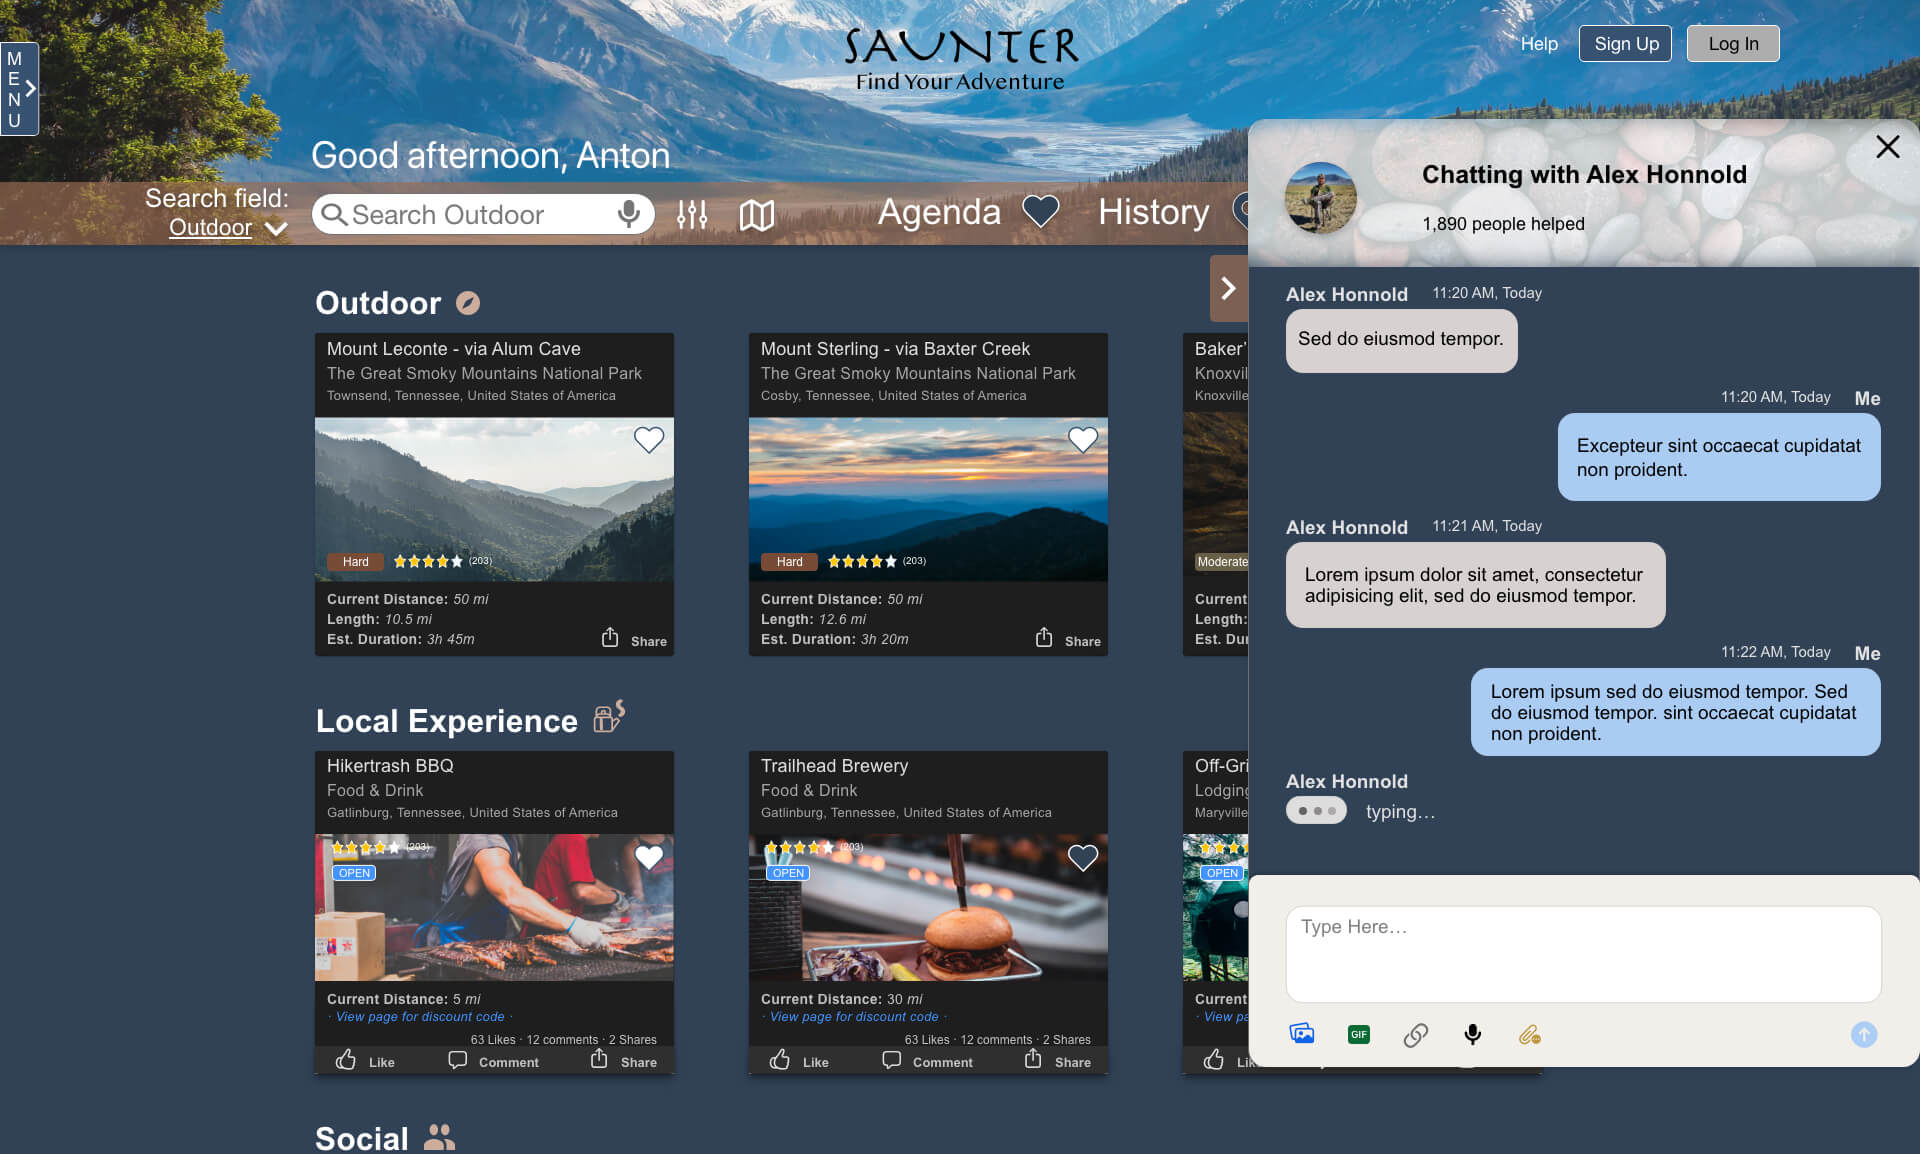 MENU
SAUNTER
Find Your Adventure
Help
Sign Up
Log In
Good afternoon, Anton
Search field:
Outdoor
Search Outdoor
Agenda
History
Outdoor
Mount Leconte - via Alum Cave
The Great Smoky Mountains National Park
Townsend, Tennessee, United States of America
Hard
(203)
Current Distance: 50 mi
Length: 10.5 mi
Est. Duration: 3h 45m
Share
Mount Sterling - via Baxter Creek
The Great Smoky Mountains National Park
Cosby, Tennessee, United States of America
Hard
(203)
Current Distance: 50 mi
Length: 12.6 mi
Est. Duration: 3h 20m
Share
Baker'
Knoxvil
Knoxville
Moderate
Current
Length:
Est. Du
Local Experience
Hikertrash BBQ
Food & Drink
Gatlinburg, Tennessee, United States of America
(203)
OPEN
Current Distance: 5 mi
· View page for discount code ·
63 Likes · 12 comments · 2 Shares
Like
Comment
Share
Trailhead Brewery
Food & Drink
Gatlinburg, Tennessee, United States of America
(203)
OPEN
Current Distance: 30 mi
· View page for discount code ·
63 Likes · 12 comments · 2 Shares
Like
Comment
Share
Off-Gri
Lodging
Maryville
OPEN
Current
· View pa
Lik
Social
Chatting with Alex Honnold
1,890 people helped
Alex Honnold 11:20 AM, Today
Sed do eiusmod tempor.
11:20 AM, Today Me
Excepteur sint occaecat cupidatat
non proident.
Alex Honnold 11:21 AM, Today
Lorem ipsum dolor sit amet, consectetur
adipisicing elit, sed do eiusmod tempor.
11:22 AM, Today Me
Lorem ipsum sed do eiusmod tempor. Sed
do eiusmod tempor. sint occaecat cupidatat
non proident.
Alex Honnold
typing...
Type Here...
GIF